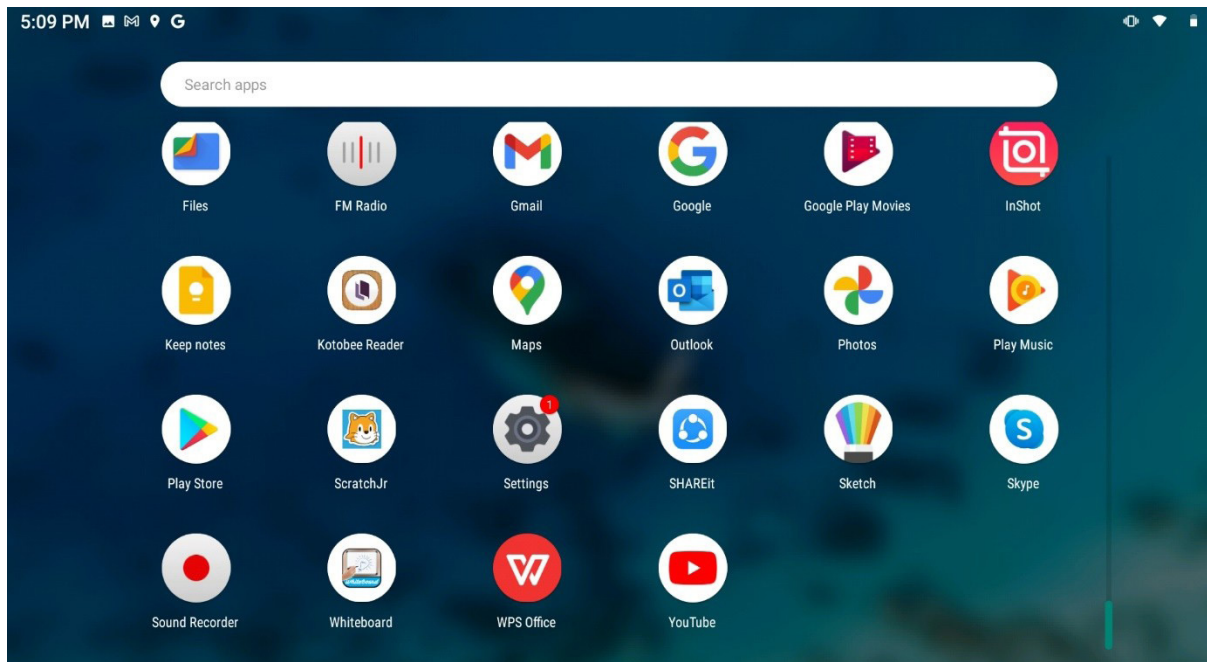 5:09 PM
Search apps
Files FM Radio Gmail Google Google Play Movies InShot
Keep notes Kotobee Reader Maps Outlook Photos Play Music
1
Play Store ScratchJr Settings SHAREit Sketch Skype
Sound Recorder Whiteboard WPS Office YouTube